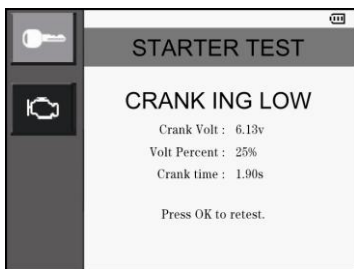 STARTER TEST
CRANK ING LOW
Crank Volt : 6.13v
Volt Percent : 25%
Crank time : 1.90s
Press OK to retest.